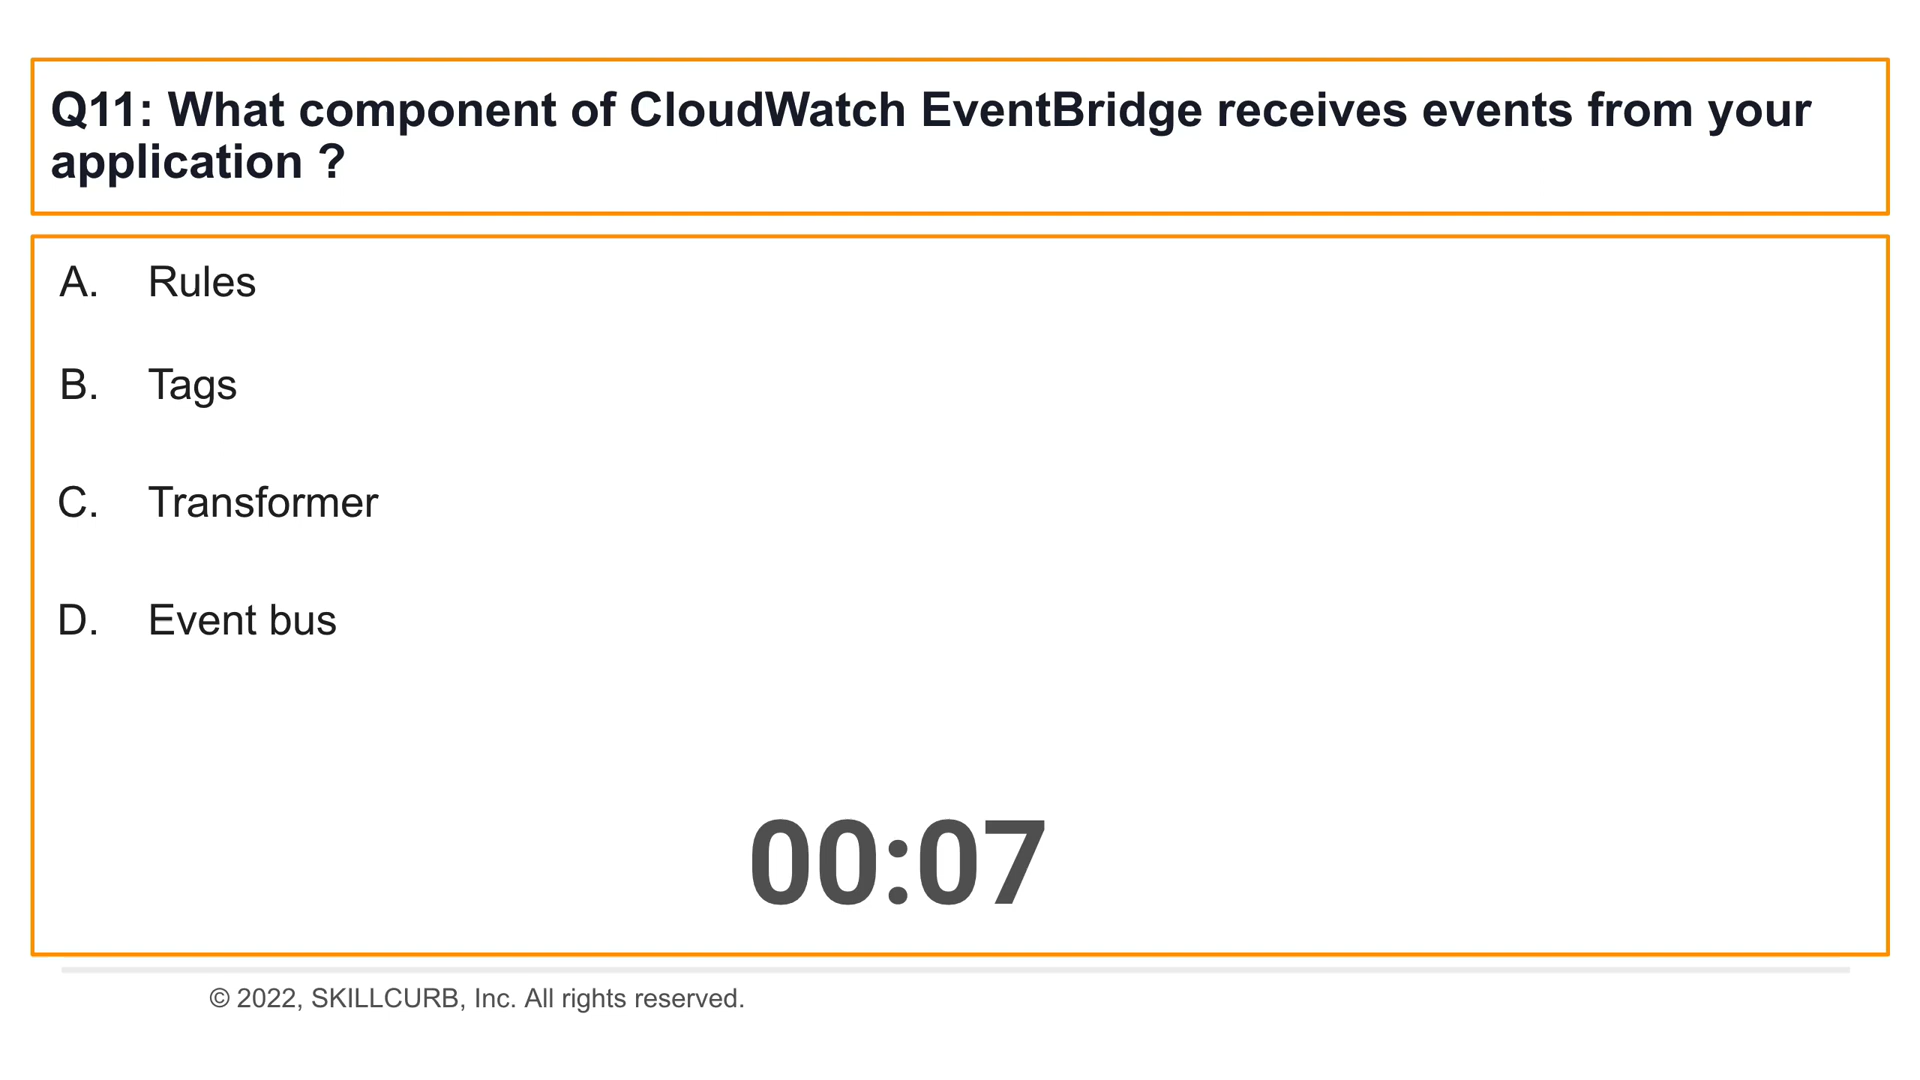 Q11: What component of CloudWatch EventBridge receives events from your
application ?
A. Rules
B. Tags
C. Transformer
D. Event bus
00:07
© 2022, SKILLCURB, Inc. All rights reserved.